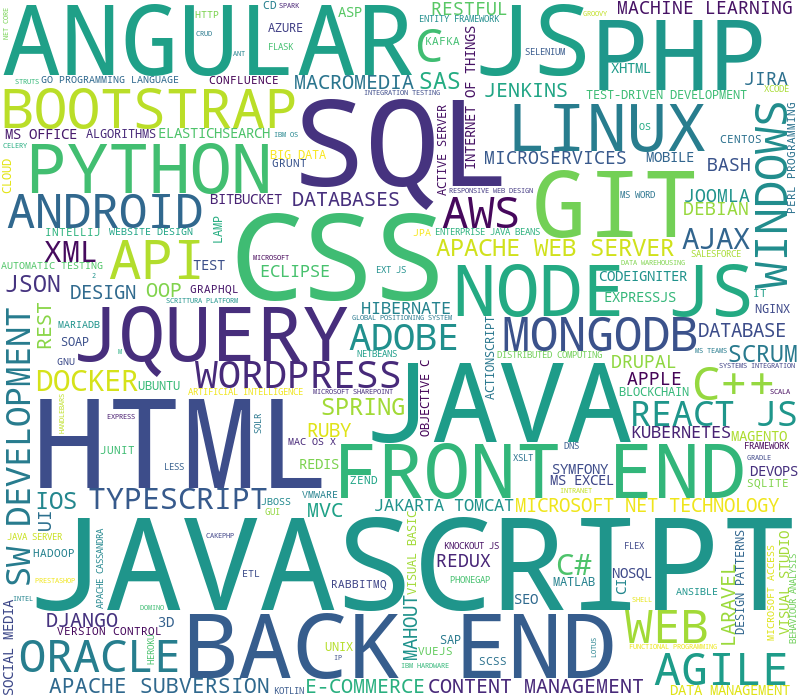 ANGULAR JS
PHP
C
NET CORE
HTTP
CD
SPARK
ASP
RESTFUL
ENTITY FRAMEWORK
GROOVY
MACHINE LEARNING
CRUD
AZURE
ANT
FLASK
KAFKA
SELENIUM
XHTML
STRUTS
GO PROGRAMMING LANGUAGE
CONFLUENCE
MACROMEDIA
SAS
JENKINS
INTERNET OF THINGS
JIRA
XCODE
TEST-DRIVEN DEVELOPMENT
INTEGRATION TESTING
BOOTSTRAP
SQL
LINUX
OS
WINDOWS
PERL PROGRAMMING
MS OFFICE
ALGORITHMS
ELASTICHSEARCH
IBM OS
CELERY
CENTOS
PYTHON
BIG DATA
GRUNT
ACTIVE SERVER
MICROSERVICES
MOBILE
BASH
CLOUD
RESPONSIVE WEB DESIGN
ANDROID
BITBUCKET
DATABASES
AWS
GIT
MS WORD
JOOMLA
DEBIAN
LAMP
CSS
JPA
ENTERPRISE JAVA BEANS
INTELLIJ
WEBSITE DESIGN
XML
API
APACHE WEB SERVER
AJAX
SALESFORCE
MICROSOFT
AUTOMATIC TESTING
TEST
ECLIPSE
EXT JS
NODE JS
DATA WAREHOUSING
CODEIGNITER
2
JSON
DESIGN
OOP
GRAPHQL
EXPRESSJS
IT
SCRITTURA PLATFORM
HIBERNATE
NGINX
REST
MARIADB
JQUERY
GLOBAL POSITIONING SYSTEM
ADOBE
ACTIONSCRIPT
MONGODB
DATABASE
SOAP
GNU
M
NETBEANS
DISTRIBUTED COMPUTING
MS TEAMS
SCRUM
SW DEVELOPMENT
DOCKER
UBUNTU
WORDPRESS
OBJECTIVE C
JAVA
DRUPAL
SYSTEMS INTEGRATION
APPLE
C++
ARTIFICIAL INTELLIGENCE
MICROSOFT SHAREPOINT
BLOCKCHAIN
SCALA
HANDLEBARS
HTML
EXPRESS
SPRING
REACT JS
SOLR
RUBY
KUBERNETES
MAGENTO
MAC OS X
FRONT END
DNS
FRAMEWORK
JUNIT
XSLT
GRADLE
LESS
REDIS
SYMFONY
DEVOPS
ZEND
MS EXCEL
SQLITE
IOS
TYPESCRIPT
JBOSS
VMWARE
INTRANET
UI
GUI
MVC
JAKARTA TOMCAT
MICROSOFT NET TECHNOLOGY
JAVASCRIPT
JAVA SERVER
CAKEPHP
VISUAL BASIC
KNOCKOUT JS
FLEX
HADOOP
APACHE CASSANDRA
REDUX
C#
NOSQL
DESIGN PATTERNS
MICROSOFT ACCESS
VISUAL STUDIO
BEHAVIOUR ANALYSIS
INTEL
PRESTASHOP
ETL
RABBITMQ
PHONEGAP
MATLAB
CI
ANSIBLE
LARAVEL
SHELL
SEO
DOMINO
SOCIAL MEDIA
DJANGO
3D
VERSION CONTROL
BACK END
MAHOUT
WEB
HEROKU
UNIX
SAP
LOTUS
FUNCTIONAL PROGRAMMING
ORACLE
VUEJS
IP
IBM HARDWARE
SCSS
AGILE
APACHE SUBVERSION
KOTLIN
E-COMMERCE
CONTENT MANAGEMENT
DATA MANAGEMENT